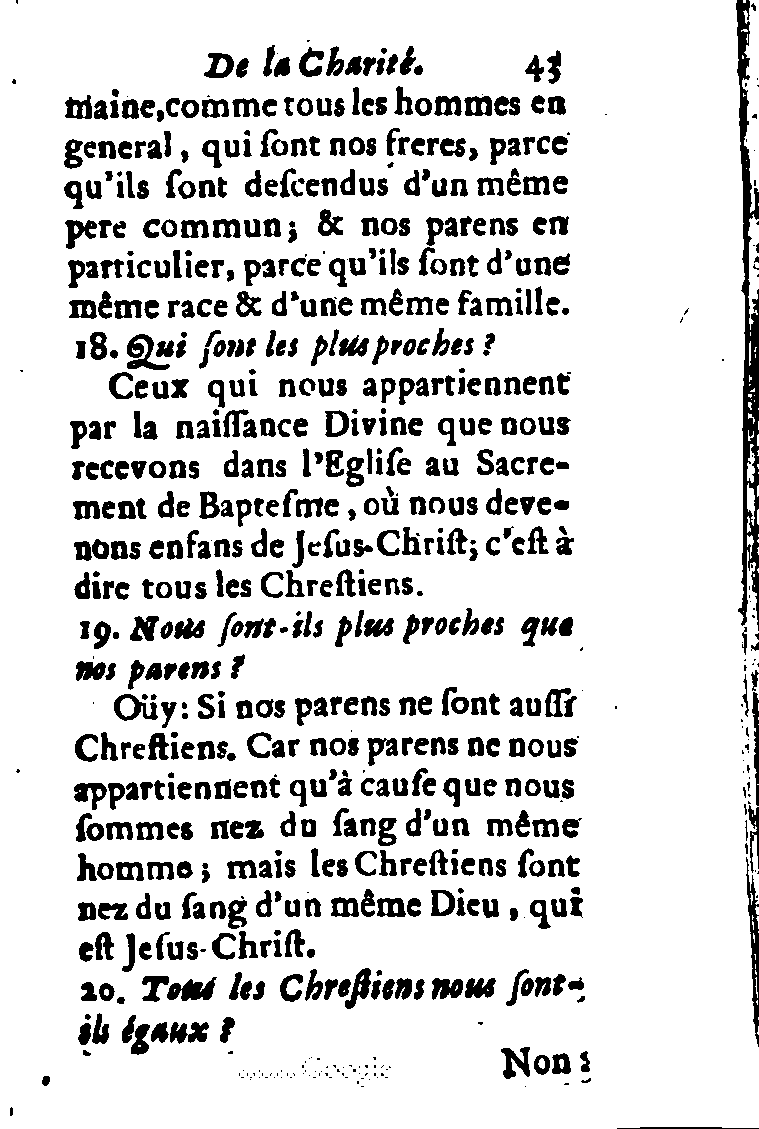 De la Charité. 43
maine, comme tous les hommes en
general, qui ſont nos freres, parce
qu'ils ſont deſcendus d'un même
pere commun; & nos parens en
particulier, parce qu'ils ſont d'une
même race & d'une même famille.
18. Qui ſont les plus proches ?
Ceux qui nous appartiennent
par la naiſſance Divine que nous
recevons dans l'Egliſe au Sacre-
ment de Bapteſme, où nous deve-
nons enfans de Jeſus-Chriſt; c'eſt à
dire tous les Chreſtiens.
19. Nous ſont-ils plus proches que
nos parens ?
Oüy: Si nos parens ne ſont auſſi
Chreſtiens. Car nos parens ne nous
appartiennent qu'à cauſe que nous
ſommes nez du ſang d'un même
homme; mais les Chreſtiens ſont
nez du ſang d'un même Dieu, qui
eſt Jeſus-Chriſt.
20. Tous les Chreſtiens nous ſont-
ils égaux ?
Non;
Google